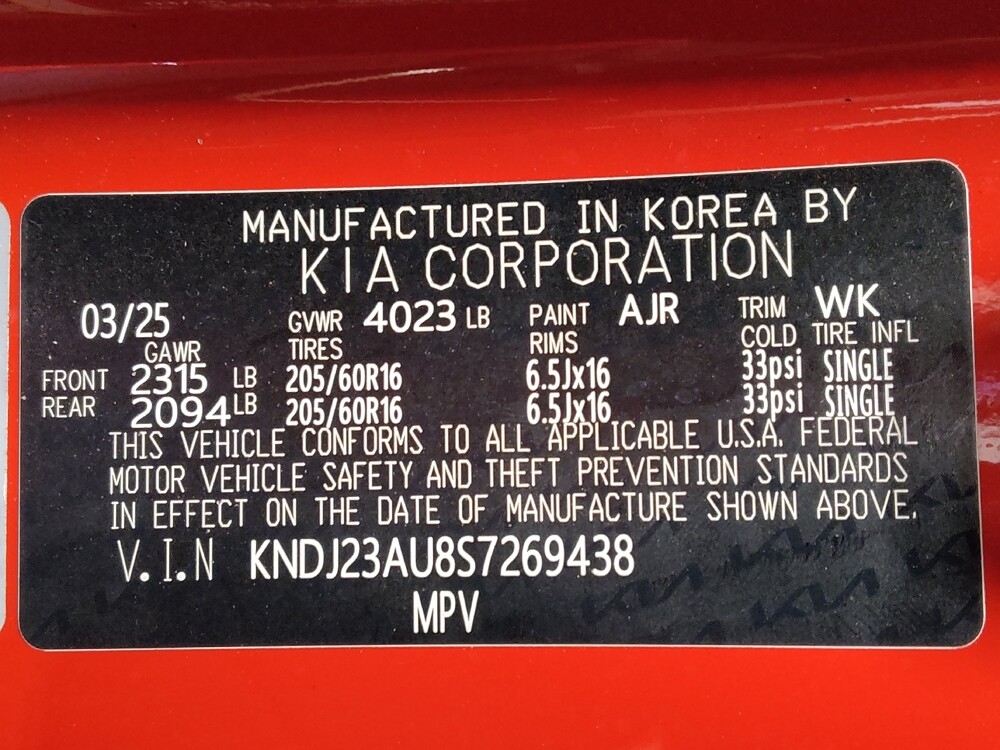 MANUFACTURED IN KOREA BY
KIA CORPORATION
03/25 GVWR 4023 LB PAINT AJR TRIM WK
GAWR TIRES RIMS COLD TIRE INFL
FRONT 2315 LB 205/60R16 6.5Jx16 33psi SINGLE
REAR 2094 LB 205/60R16 6.5Jx16 33psi SINGLE
THIS VEHICLE CONFORMS TO ALL APPLICABLE U.S.A. FEDERAL
MOTOR VEHICLE SAFETY AND THEFT PREVENTION STANDARDS
IN EFFECT ON THE DATE OF MANUFACTURE SHOWN ABOVE.
V.I.N KNDJ23AU8S7269438
MPV